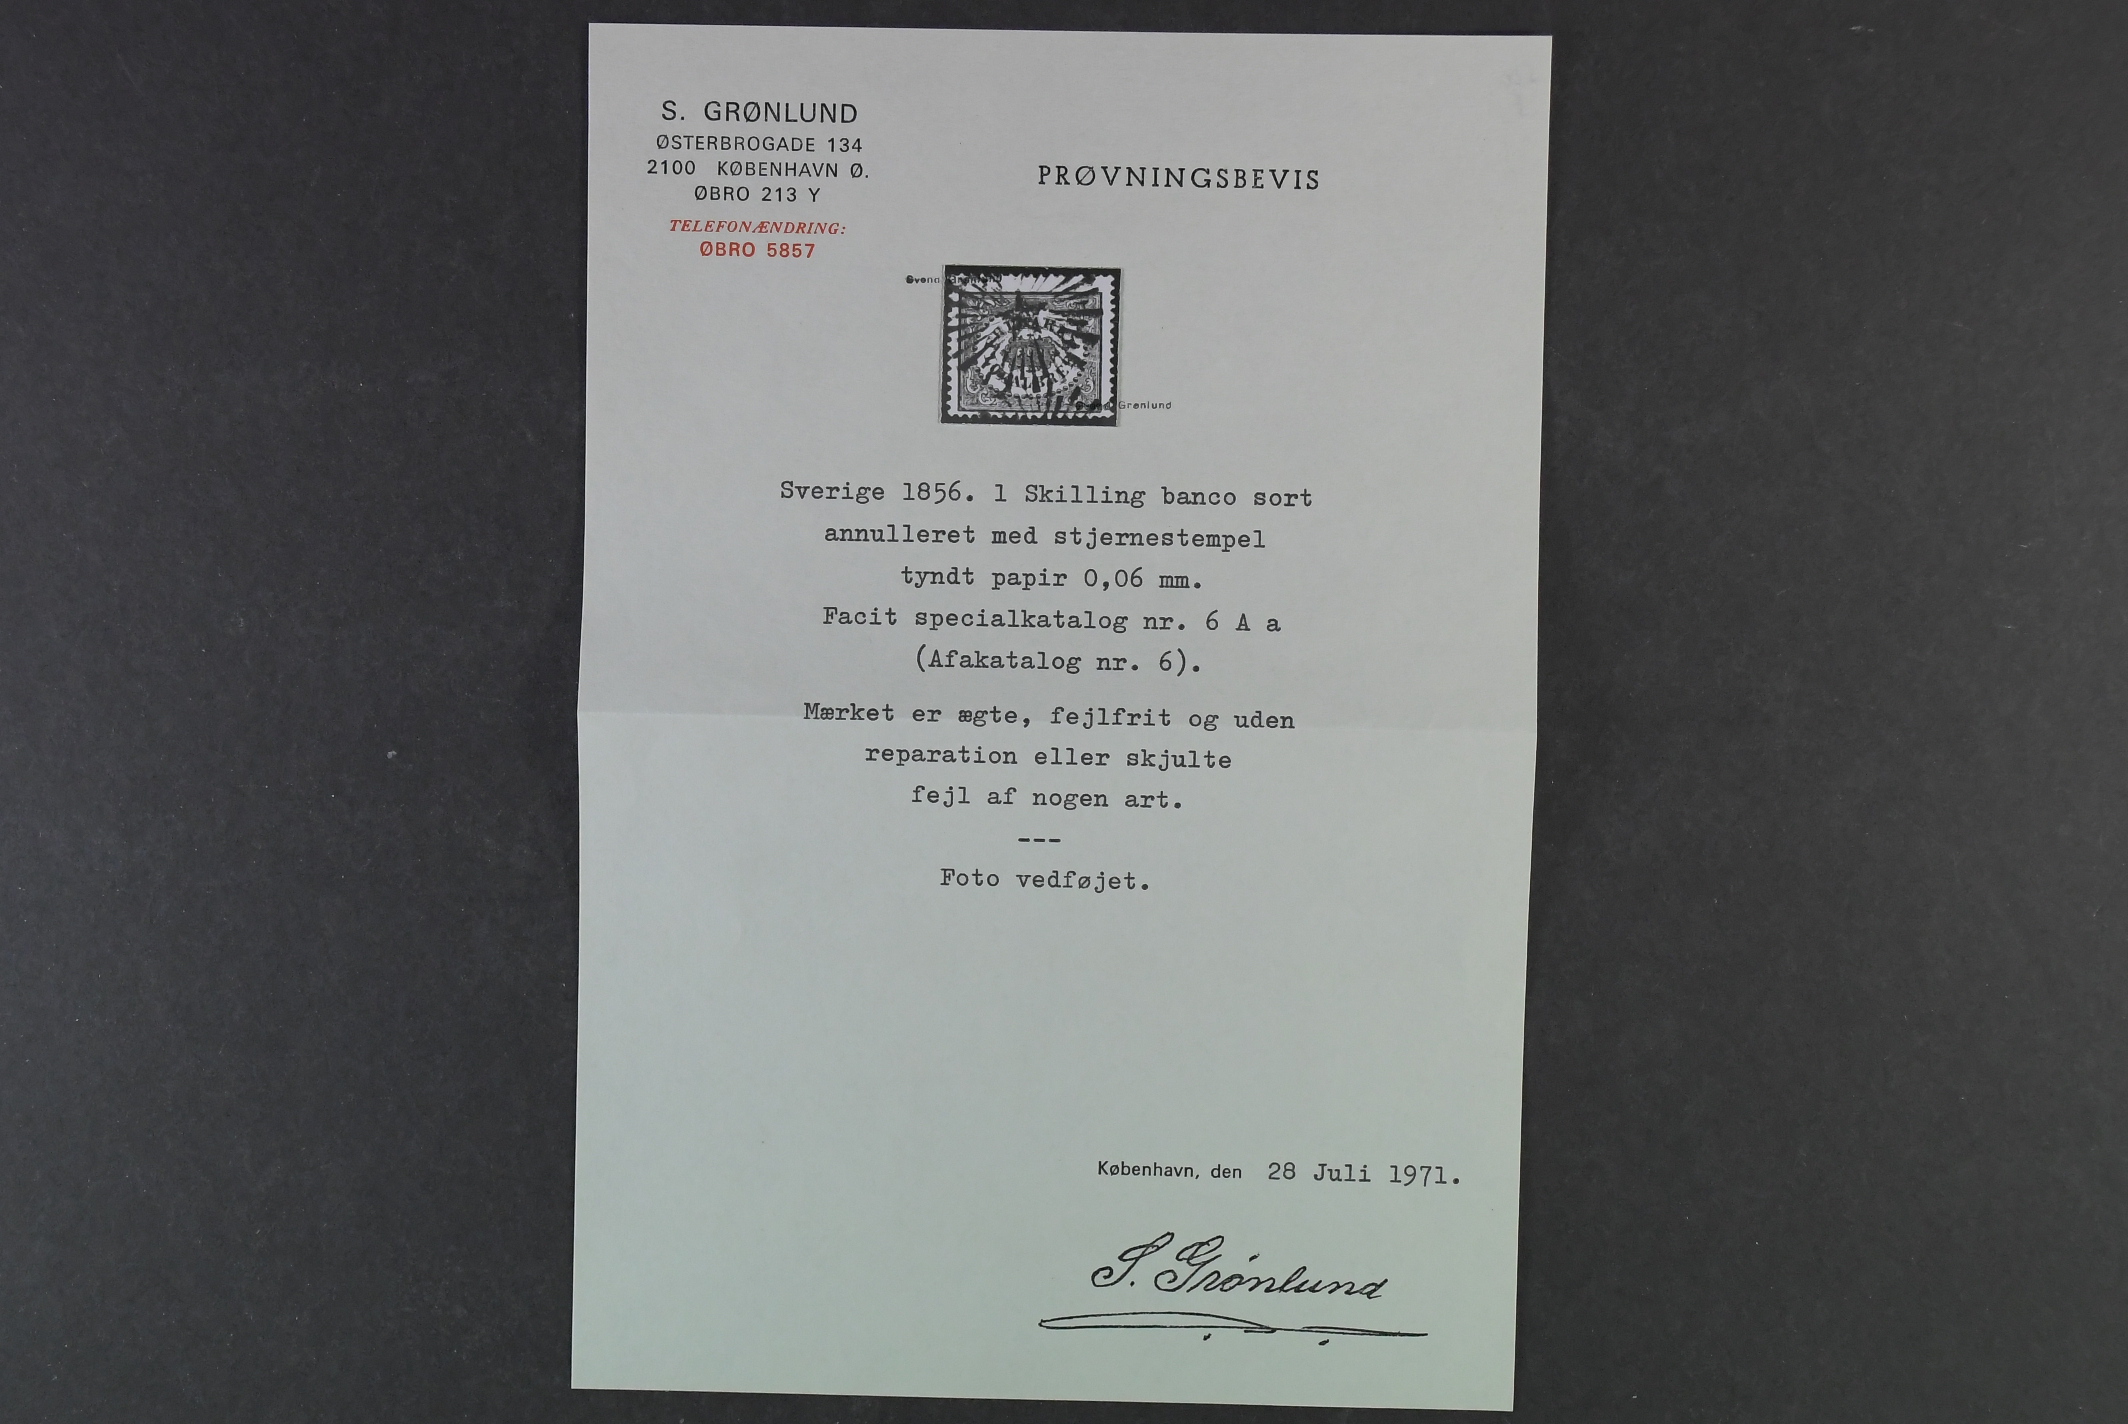 S. GRØNLUND
ØSTERBROGADE 134
2100 KØBENHAVN Ø.
ØBRO 213 Y
TELEFONÆNDRING:
ØBRO 5857
PRØVNINGSBEVIS
Svend
Grønlund
Sverige 1856. 1 Skilling banco sort
annulleret med stjernestempel
tyndt papir 0,06 mm.
Facit specialkatalog nr. 6 A a
(Afakatalog nr. 6).
Mærket er ægte, fejlfrit og uden
reparation eller skjulte
fejl af nogen art.
---
Foto vedføjet.
København, den 28 Juli 1971.
S. Grønlund